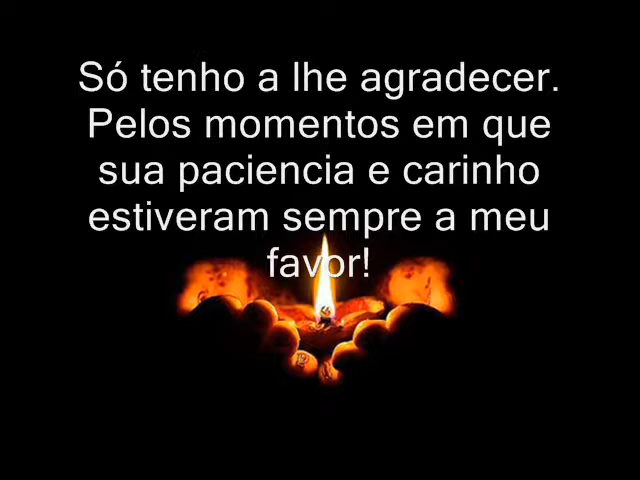 Só tenho a lhe agradecer.
Pelos momentos em que
sua paciencia e carinho
estiveram sempre a meu
favor!